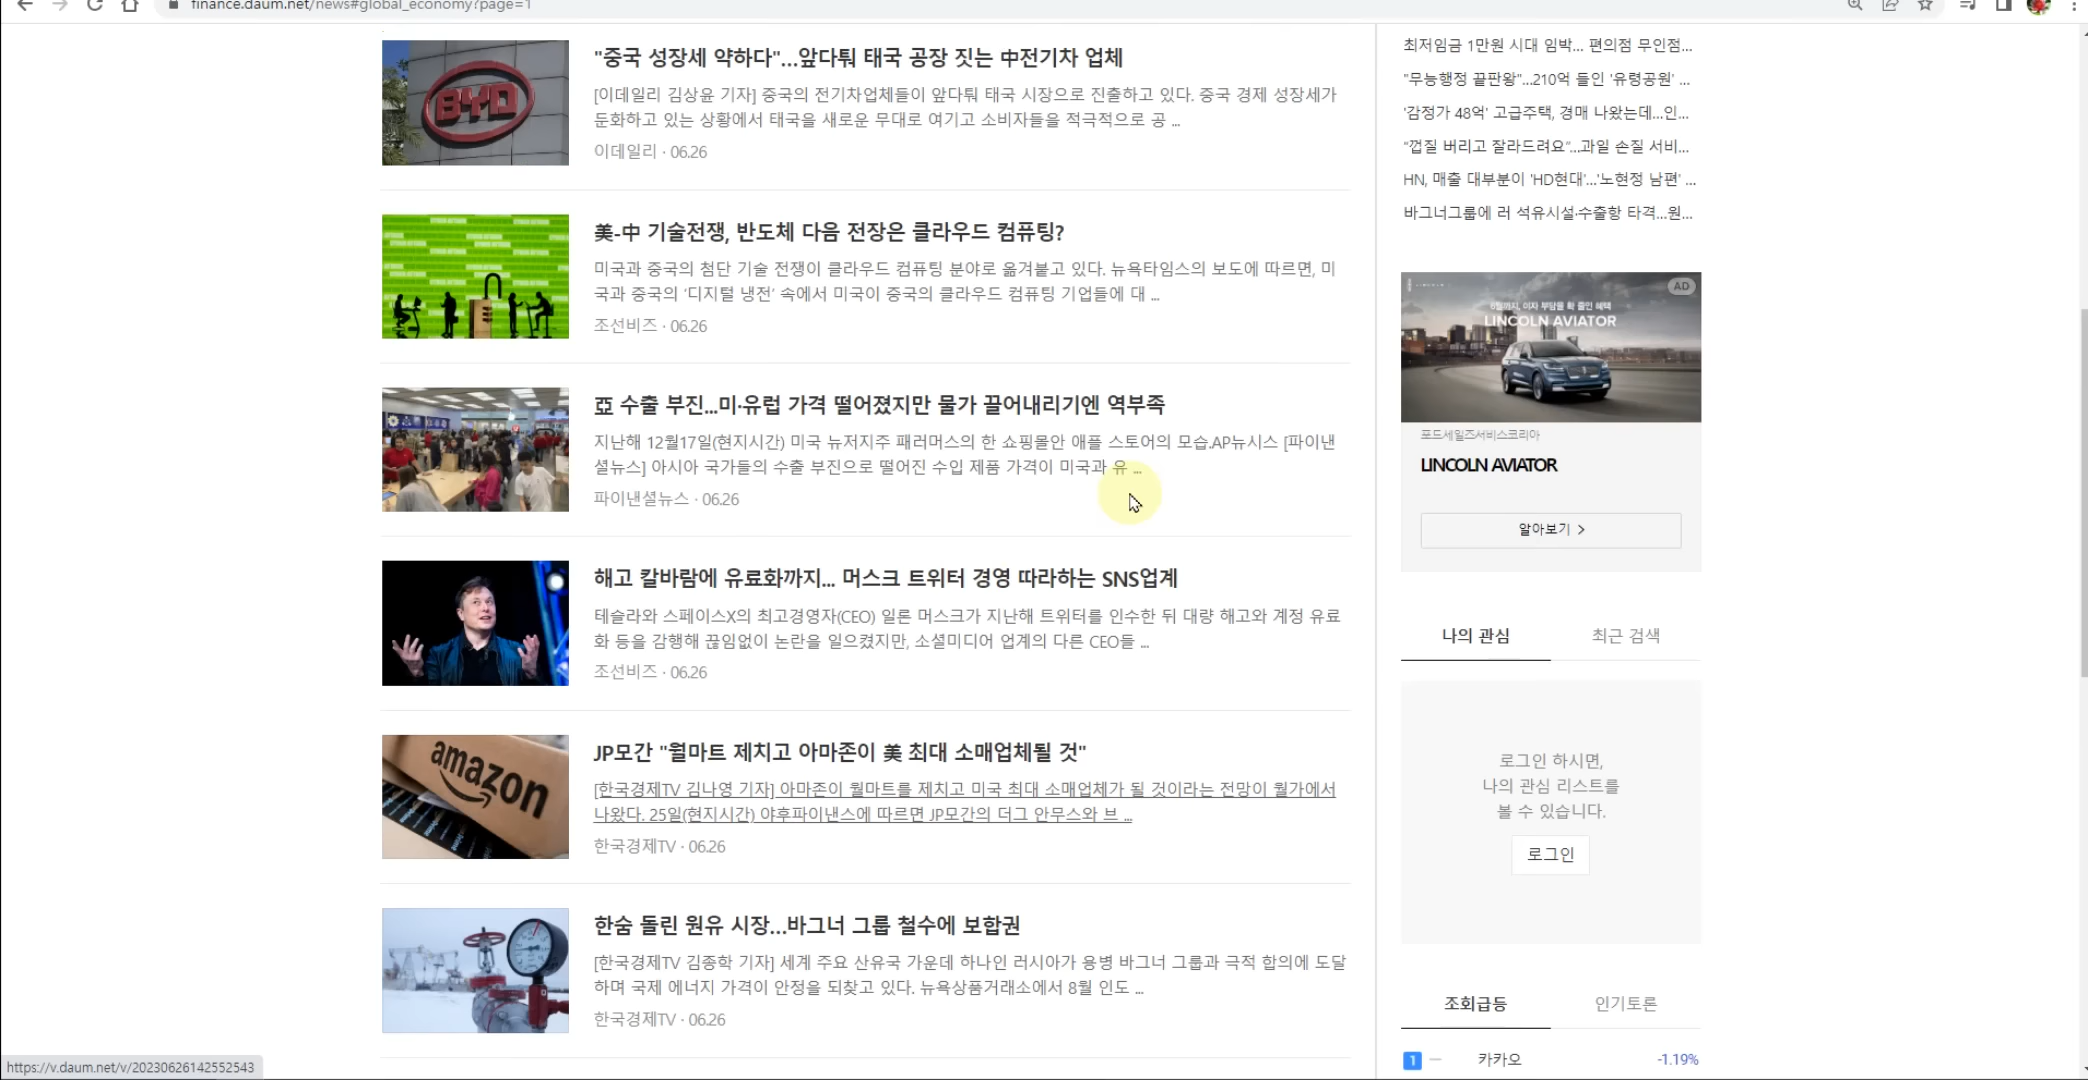 finance.daum.net/news#global_economy?page=1
BYD
"중국 성장세 약하다"...앞다퉈 태국 공장 짓는 中전기차 업체
[이데일리 김상윤 기자] 중국의 전기차업체들이 앞다퉈 태국 시장으로 진출하고 있다. 중국 경제 성장세가
둔화하고 있는 상황에서 태국을 새로운 무대로 여기고 소비자들을 적극적으로 공 ...
이데일리 · 06.26
美-中 기술전쟁, 반도체 다음 전장은 클라우드 컴퓨팅?
미국과 중국의 첨단 기술 전쟁이 클라우드 컴퓨팅 분야로 옮겨붙고 있다. 뉴욕타임스의 보도에 따르면, 미
국과 중국의 ‘디지털 냉전’ 속에서 미국이 중국의 클라우드 컴퓨팅 기업들에 대 ...
조선비즈 · 06.26
亞 수출 부진...미·유럽 가격 떨어졌지만 물가 끌어내리기엔 역부족
지난해 12월17일(현지시간) 미국 뉴저지주 패러머스의 한 쇼핑몰안 애플 스토어의 모습.AP뉴시스 [파이낸
셜뉴스] 아시아 국가들의 수출 부진으로 떨어진 수입 제품 가격이 미국과 유 ...
파이낸셜뉴스 · 06.26
해고 칼바람에 유료화까지... 머스크 트위터 경영 따라하는 SNS업계
테슬라와 스페이스X의 최고경영자(CEO) 일론 머스크가 지난해 트위터를 인수한 뒤 대량 해고와 계정 유료
화 등을 감행해 끊임없이 논란을 일으켰지만, 소셜미디어 업계의 다른 CEO들 ...
조선비즈 · 06.26
amazon
JP모간 "월마트 제치고 아마존이 美 최대 소매업체될 것"
[한국경제TV 김나영 기자] 아마존이 월마트를 제치고 미국 최대 소매업체가 될 것이라는 전망이 월가에서
나왔다. 25일(현지시간) 야후파이낸스에 따르면 JP모간의 더그 안무스와 브 ...
한국경제TV · 06.26
한숨 돌린 원유 시장...바그너 그룹 철수에 보합권
[한국경제TV 김종학 기자] 세계 주요 산유국 가운데 하나인 러시아가 용병 바그너 그룹과 극적 합의에 도달
하며 국제 에너지 가격이 안정을 되찾고 있다. 뉴욕상품거래소에서 8월 인도 ...
한국경제TV · 06.26
최저임금 1만원 시대 임박... 편의점 무인점...
"무능행정 끝판왕"...210억 들인 '유령공원' ...
'감정가 48억' 고급주택, 경매 나왔는데...인...
"껍질 버리고 잘라드려요"...과일 손질 서비...
HN, 매출 대부분이 'HD현대'...'노현정 남편' ...
바그너그룹에 러 석유시설·수출항 타격...원...
AD
6월까지, 이자 부담을 확 줄인 혜택
LINCOLN AVIATOR
포드세일즈서비스코리아
LINCOLN AVIATOR
알아보기 >
나의 관심 최근 검색
로그인 하시면,
나의 관심 리스트를
볼 수 있습니다.
로그인
조회급등 인기토론
1 카카오 -1.19%
https://v.daum.net/v/20230626142552543